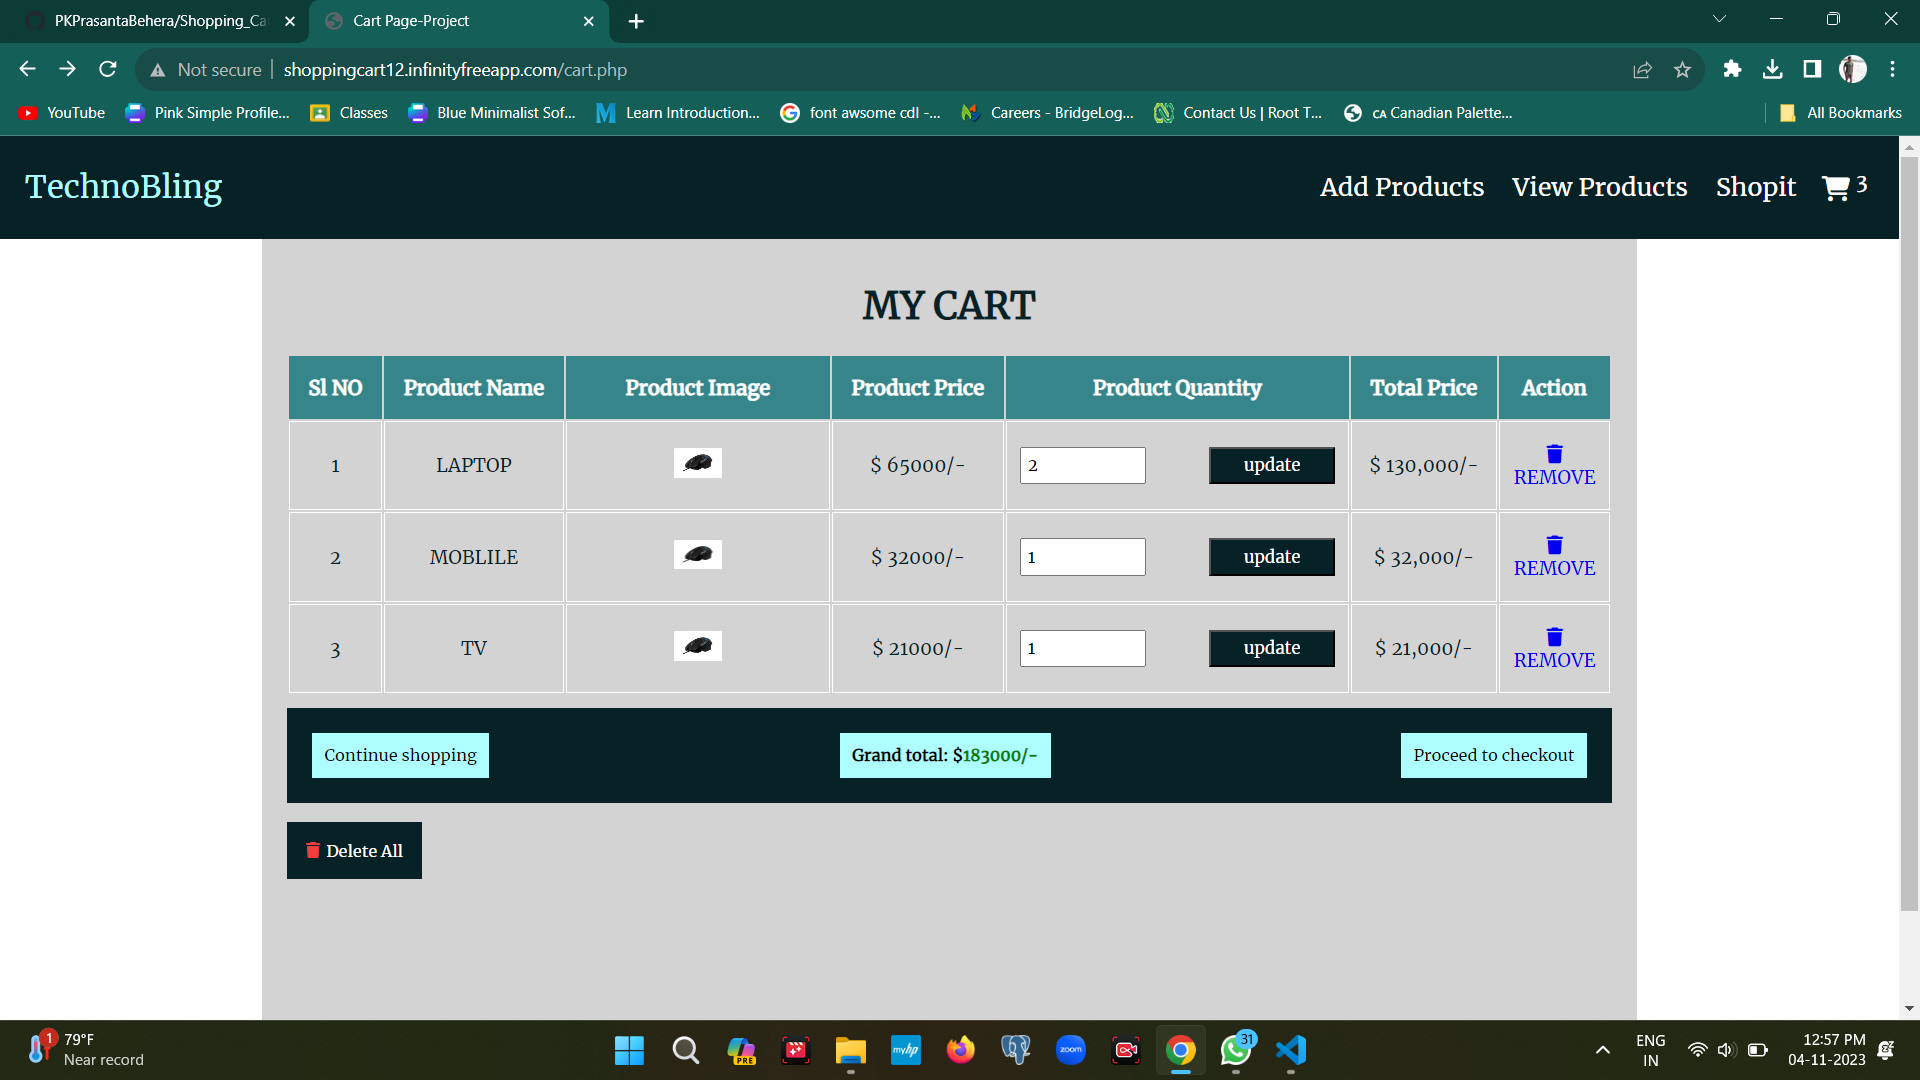 PKPrasantaBehera/Shopping_Ca
Cart Page-Project
Not secure
shoppingcart12.infinityfreeapp.com/cart.php
YouTube
Pink Simple Profile...
Classes
Blue Minimalist Sof...
Learn Introduction...
font awsome cdl -...
Careers - BridgeLog...
Contact Us | Root T...
CA Canadian Palette...
All Bookmarks
TechnoBling
Add Products
View Products
Shopit
3
MY CART
Sl NO Product Name Product Image Product Price Product Quantity Total Price Action
1 LAPTOP $ 65000/- 2 update $ 130,000/- REMOVE
2 MOBLILE $ 32000/- 1 update $ 32,000/- REMOVE
3 TV $ 21000/- 1 update $ 21,000/- REMOVE
Continue shopping
Grand total: $183000/-
Proceed to checkout
Delete All
1
79°F
Near record
PRE
myhp
zoom
31
ENG
IN
12:57 PM
04-11-2023